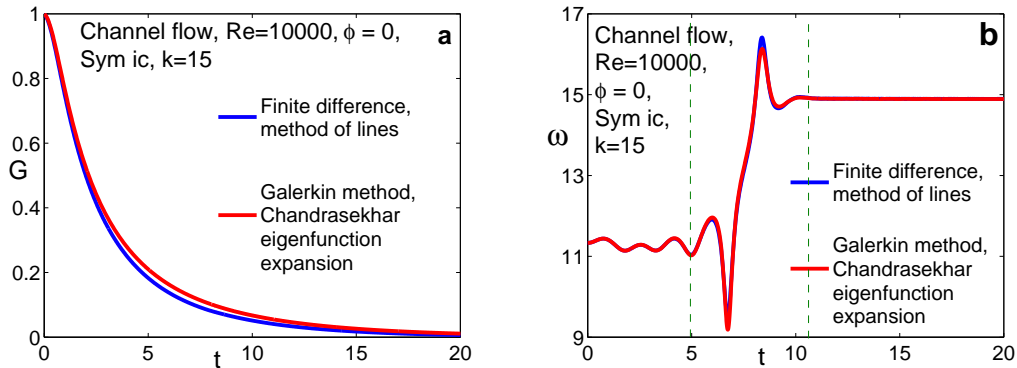 Channel flow, Re=10000, ϕ = 0,
Sym ic, k=15
a
Finite difference,
method of lines
Galerkin method,
Chandrasekhar
eigenfunction
expansion
G
1
0.8
0.6
0.4
0.2
0
0 5 10 15 20
t
Channel flow,
Re=10000,
ϕ = 0,
Sym ic,
k=15
b
Finite difference,
method of lines
Galerkin method,
Chandrasekhar
eigenfunction
expansion
ω
17
15
13
11
9
0 5 10 15 20
t